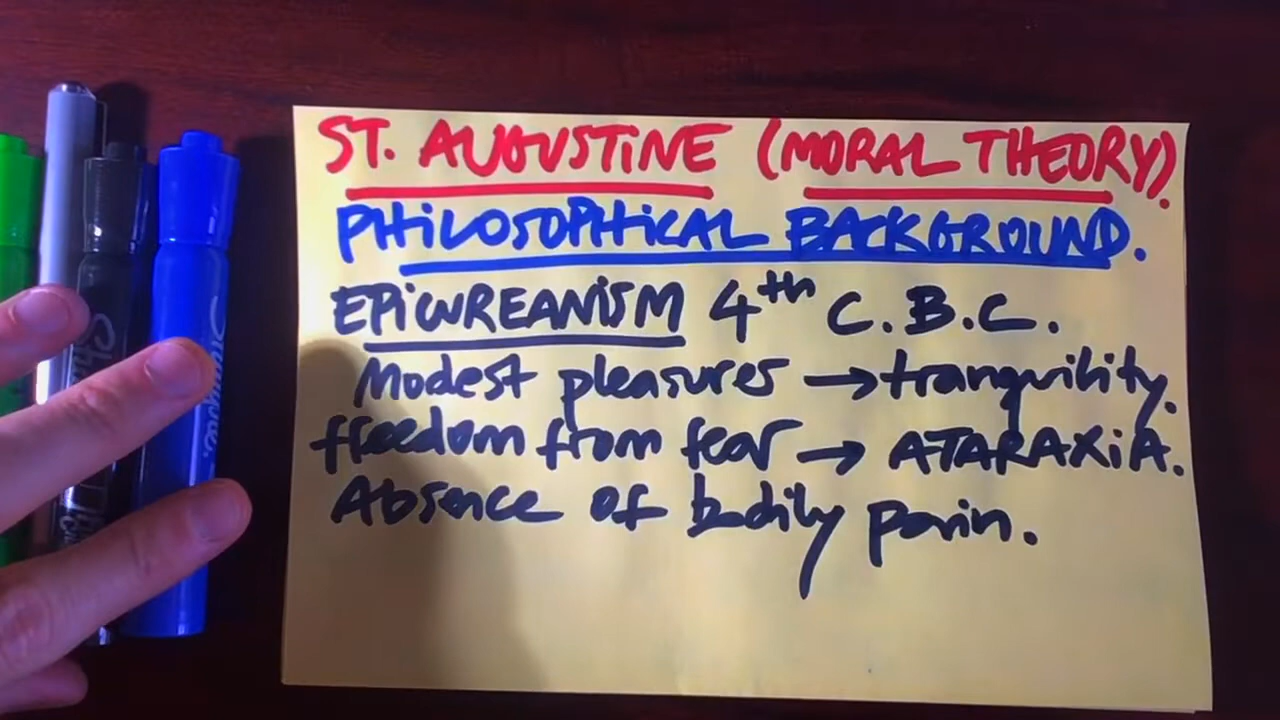 ST. AUGUSTINE (MORAL THEORY).
PHILOSOPHICAL BACKGROUND.
EPICUREANISM 4th C. B.C.
Modest pleasures → tranquility.
freedom from fear → ATARAXIA.
Absence of bodily pain.